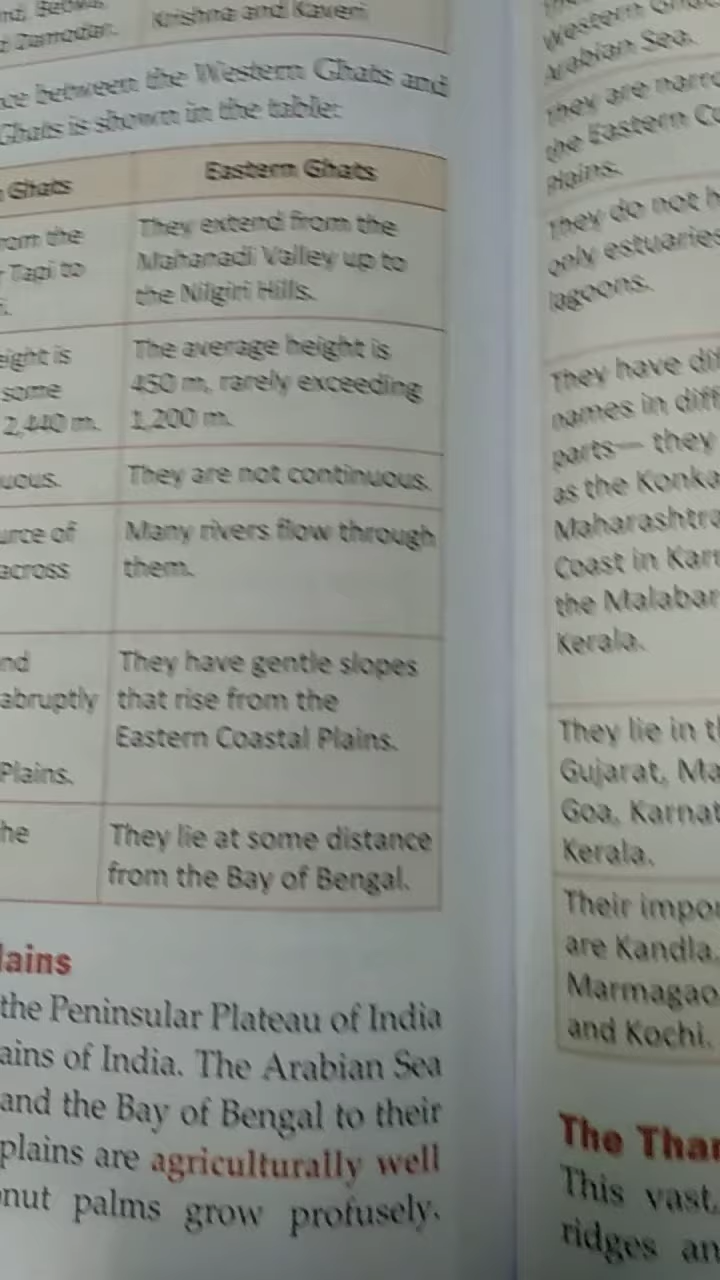 Krishna and Kaveri
Damodar.
between the Western Ghats and
Ghats is shown in the table:
Ghats
Eastern Ghats
from the
Tapi to
They extend from the
Mahanadi Valley up to
the Nilgiri Hills.
eight is
some
2,440 m.
The average height is
450 m, rarely exceeding
1,200 m.
uous.
They are not continuous.
urce of
across
Many rivers flow through
them.
nd
abruptly
Plains.
They have gentle slopes
that rise from the
Eastern Coastal Plains.
he
They lie at some distance
from the Bay of Bengal.
lains
the Peninsular Plateau of India
ains of India. The Arabian Sea
and the Bay of Bengal to their
plains are agriculturally well
nut palms grow profusely.
Western
Arabian Sea.
They are narro
the Eastern Co
Plains.
They do not h
only estuaries
lagoons.
They have dif
names in diff
parts— they
as the Konka
Maharashtra
Coast in Karn
the Malabar
Kerala.
They lie in t
Gujarat, Ma
Goa, Karnat
Kerala.
Their impor
are Kandla,
Marmagao
and Kochi.
The Thar
This vast,
ridges an